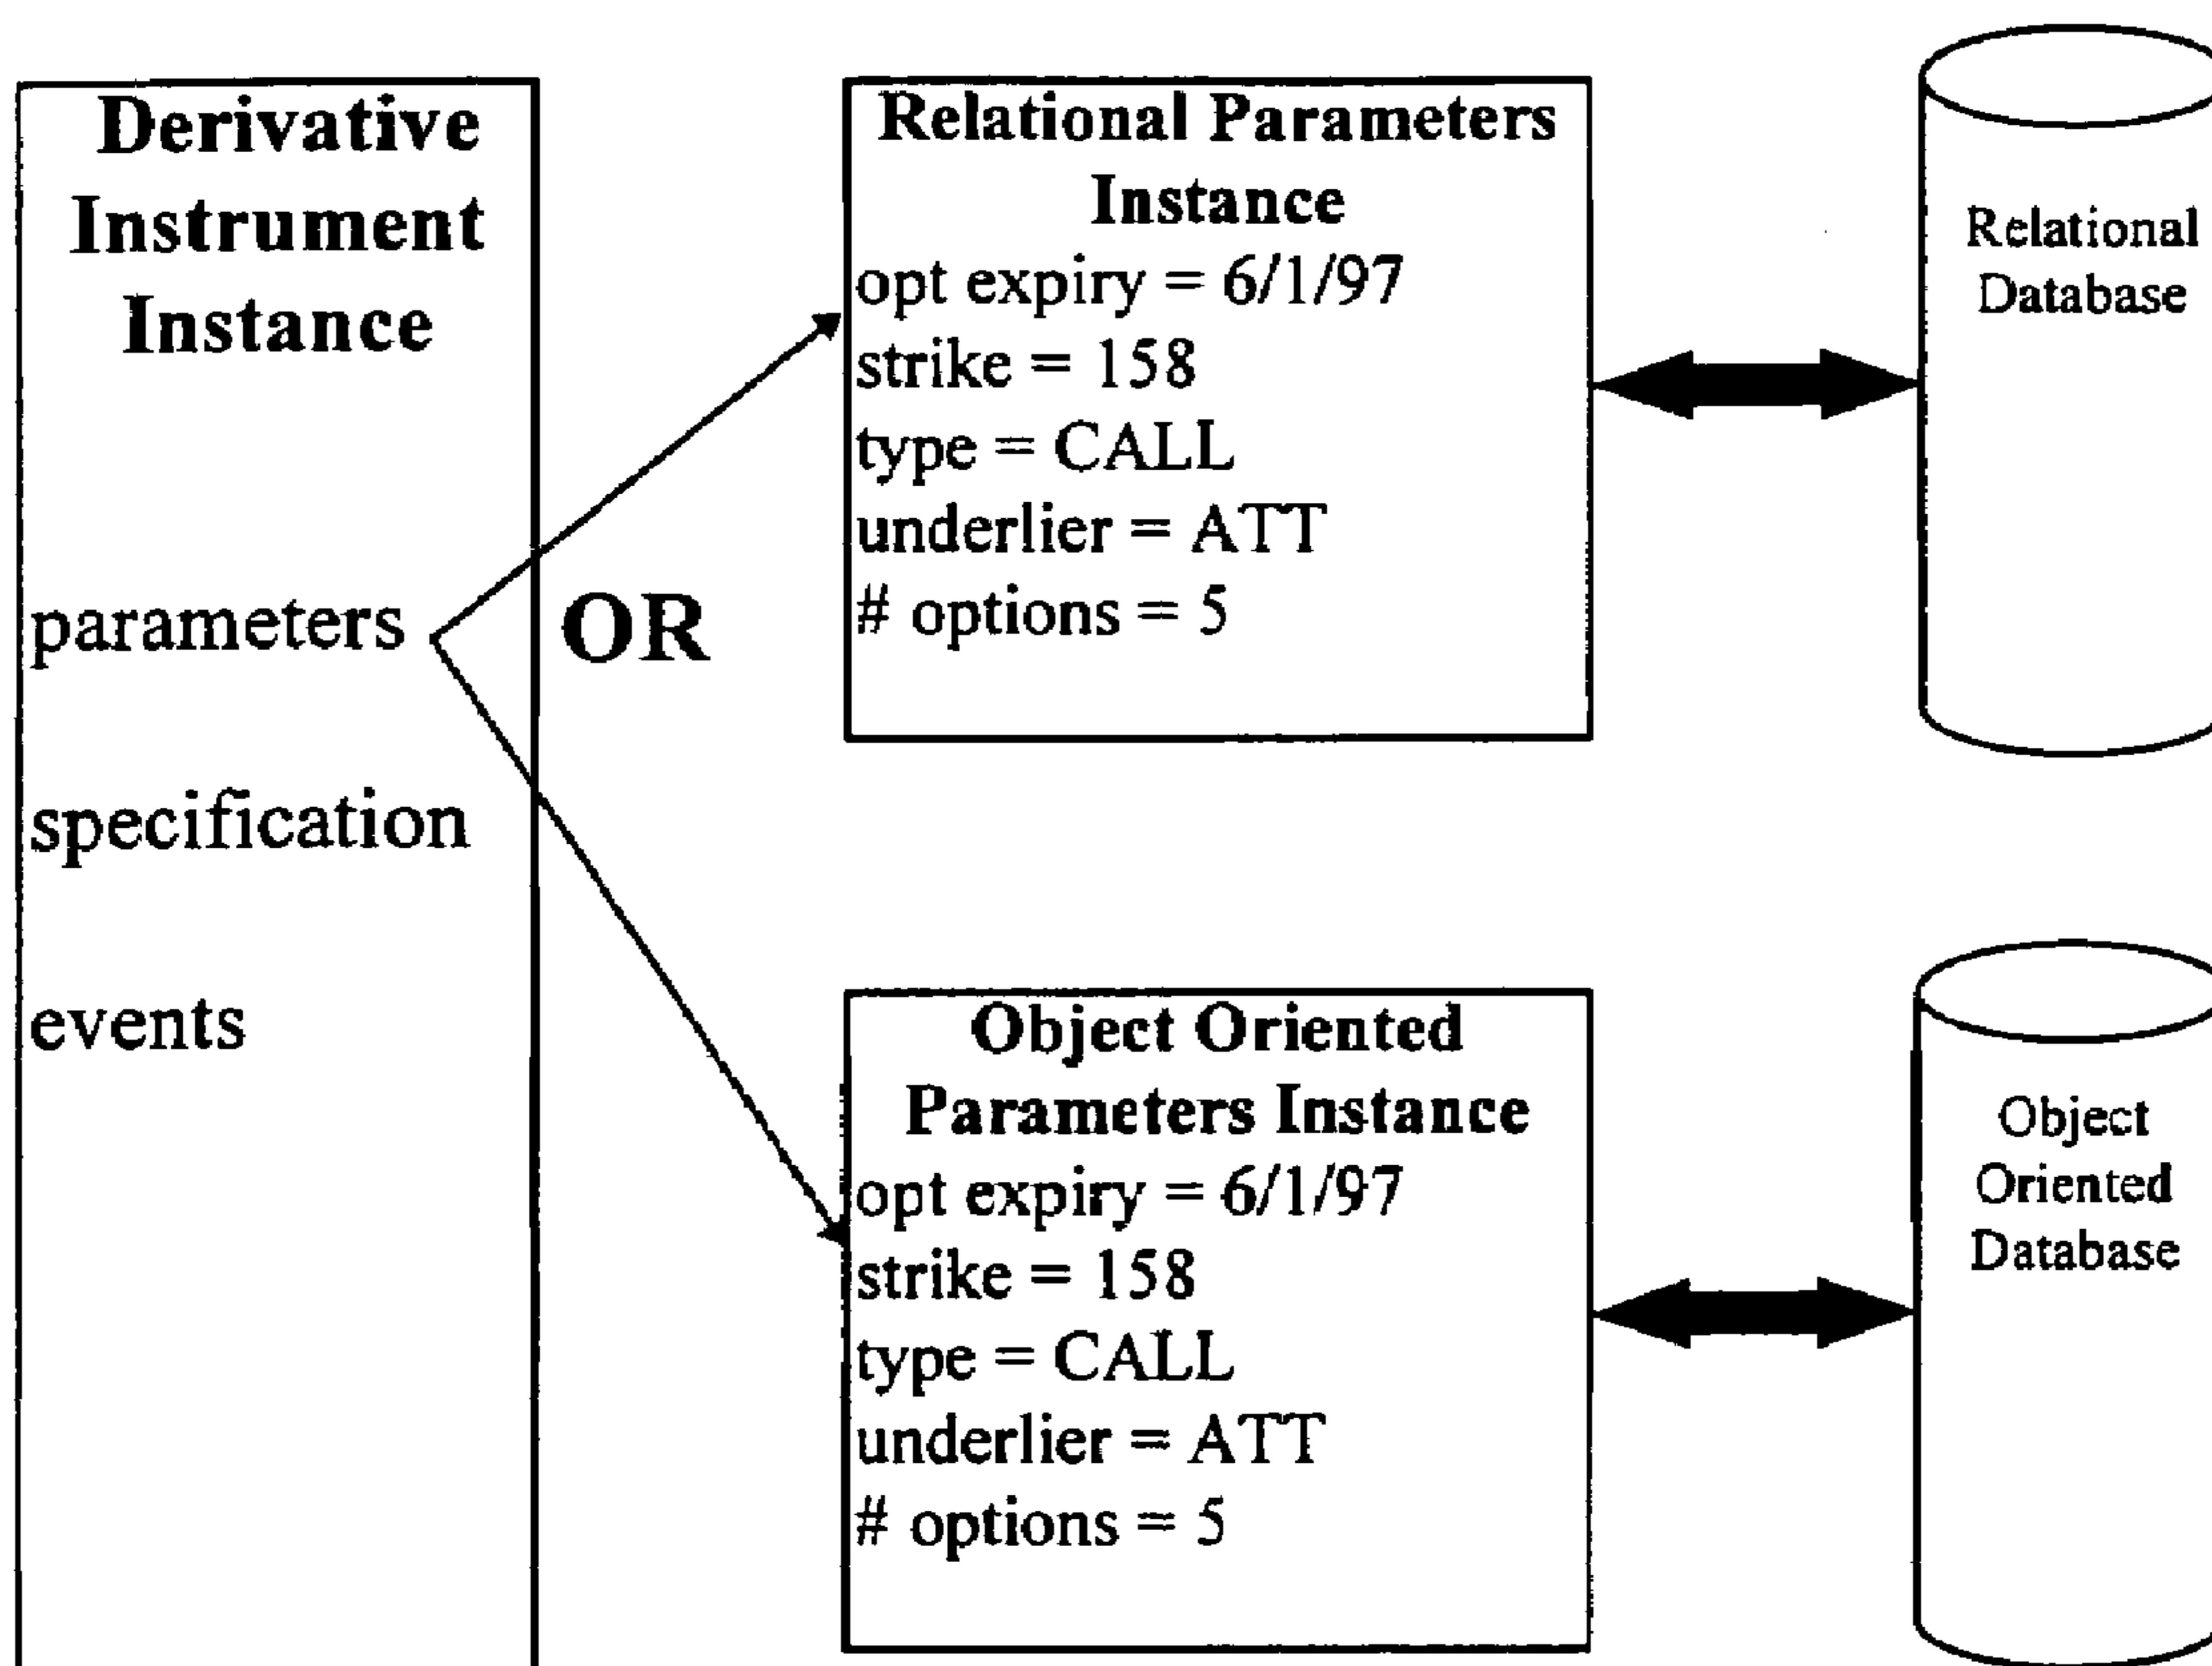 Derivative
Instrument
Instance
parameters
specification
events
OR
Relational Parameters
Instance
opt expiry = 6/1/97
strike = 158
type = CALL
underlier = ATT
# options = 5
Relational
Database
Object Oriented
Parameters Instance
opt expiry = 6/1/97
strike = 158
type = CALL
underlier = ATT
# options = 5
Object
Oriented
Database